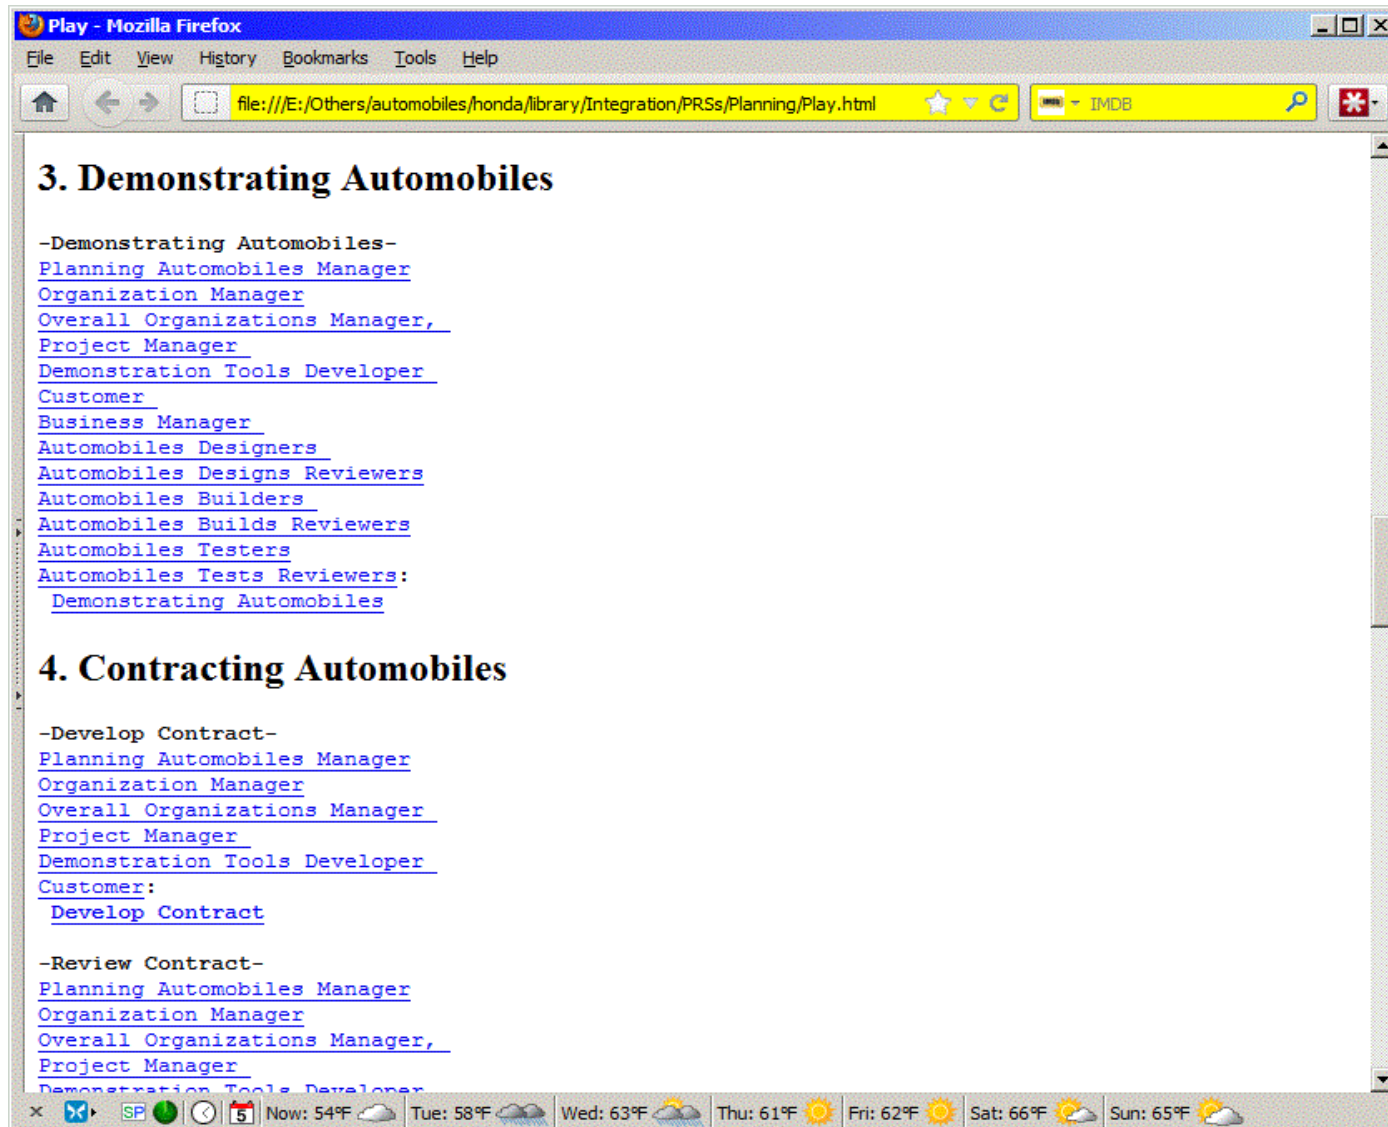 Play - Mozilla Firefox
File Edit View History Bookmarks Tools Help
file:///E:/Others/automobiles/honda/library/Integration/PRSs/Planning/Play.html IMDB
3. Demonstrating Automobiles
-Demonstrating Automobiles-
Planning Automobiles Manager
Organization Manager
Overall Organizations Manager,
Project Manager
Demonstration Tools Developer
Customer
Business Manager
Automobiles Designers
Automobiles Designs Reviewers
Automobiles Builders
Automobiles Builds Reviewers
Automobiles Testers
Automobiles Tests Reviewers:
Demonstrating Automobiles
4. Contracting Automobiles
-Develop Contract-
Planning Automobiles Manager
Organization Manager
Overall Organizations Manager
Project Manager
Demonstration Tools Developer
Customer:
Develop Contract
-Review Contract-
Planning Automobiles Manager
Organization Manager
Overall Organizations Manager,
Project Manager
Demonstration Tools Developer
SP 5 Now: 54°F Tue: 58°F Wed: 63°F Thu: 61°F Fri: 62°F Sat: 66°F Sun: 65°F